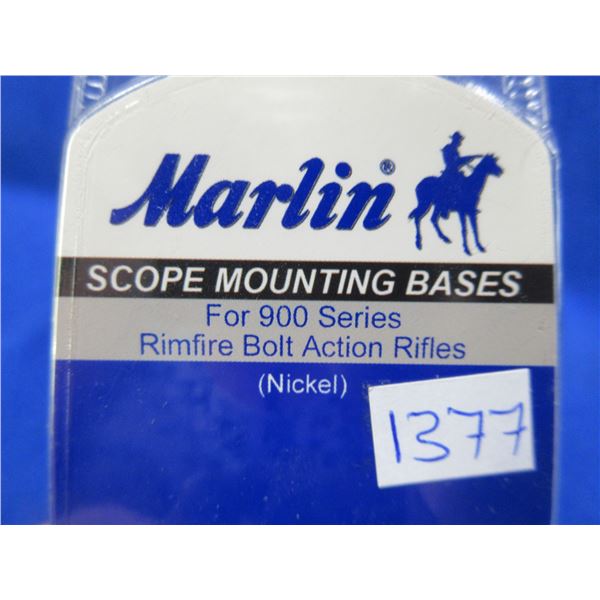 Marlin®
SCOPE MOUNTING BASES
For 900 Series
Rimfire Bolt Action Rifles
(Nickel)
1377